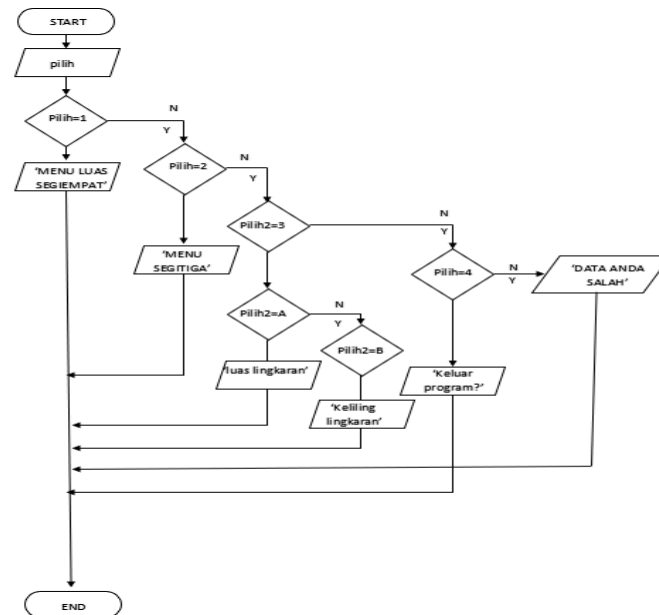 START
pilih
Pilih=1
N
Y
'MENU LUAS
SEGIEMPAT'
Pilih=2
N
Y
'MENU
SEGITIGA'
Pilih2=3
N
Y
Pilih=4
N
Y
'DATA ANDA
SALAH'
Pilih2=A
N
Y
Pilih2=B
'luas lingkaran'
'Keliling
lingkaran'
'Keluar
program?'
END